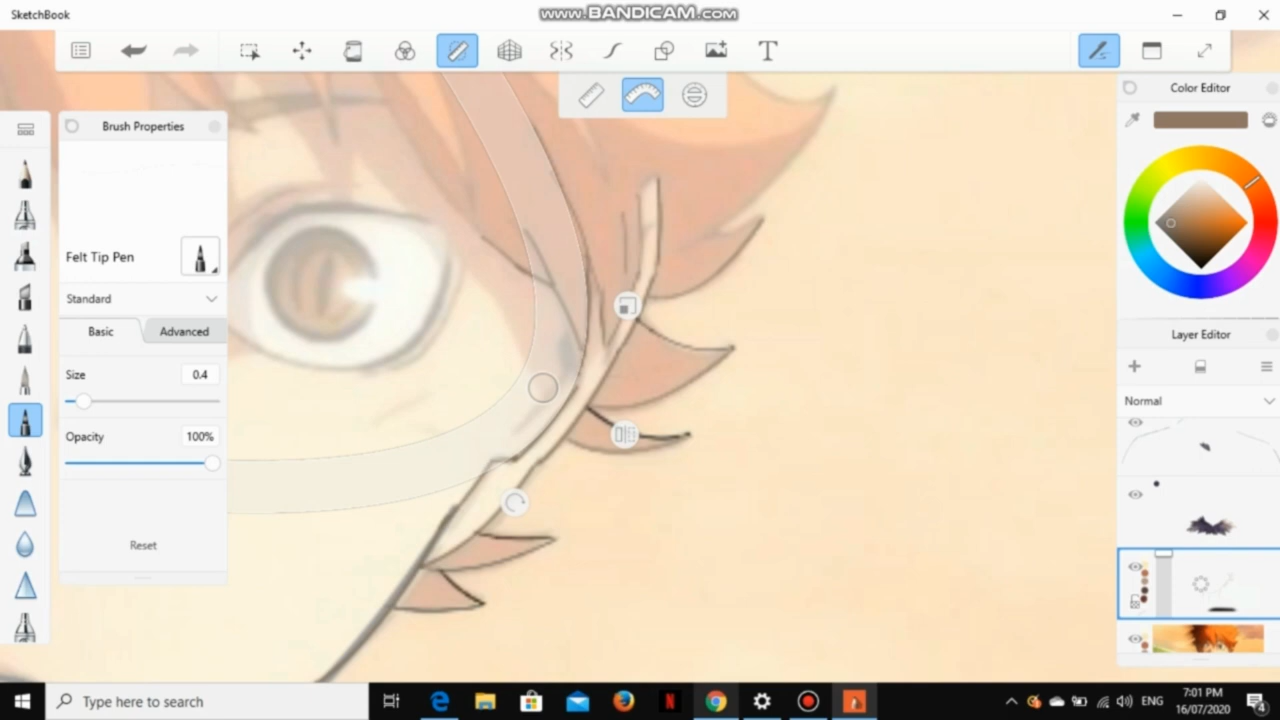 SketchBook
www.BANDICAM.com
T
Brush Properties
Felt Tip Pen
Standard
Basic
Advanced
Size
0.4
Opacity
100%
Reset
Color Editor
Layer Editor
Normal
Type here to search
N
ENG
7:01 PM
16/07/2020
4